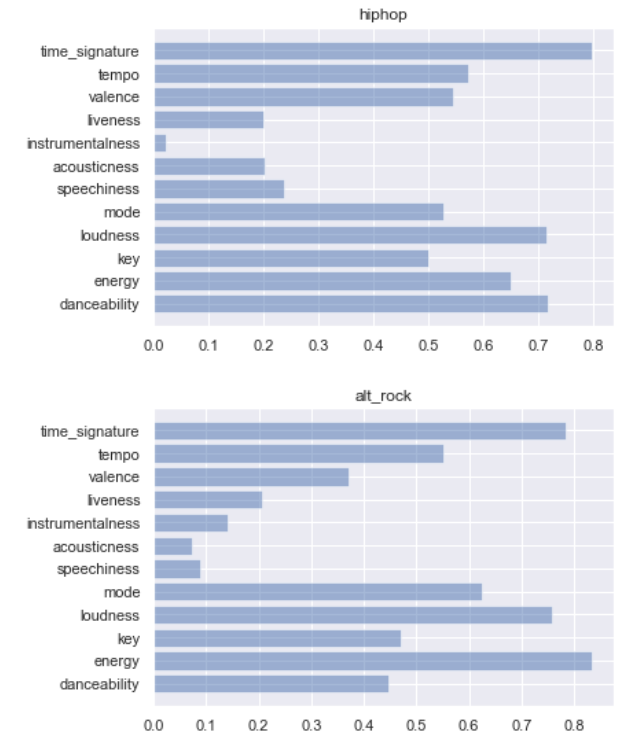 hiphop
time_signature
tempo
valence
liveness
instrumentalness
acousticness
speechiness
mode
loudness
key
energy
danceability
0.0 0.1 0.2 0.3 0.4 0.5 0.6 0.7 0.8
alt_rock
time_signature
tempo
valence
liveness
instrumentalness
acousticness
speechiness
mode
loudness
key
energy
danceability
0.0 0.1 0.2 0.3 0.4 0.5 0.6 0.7 0.8